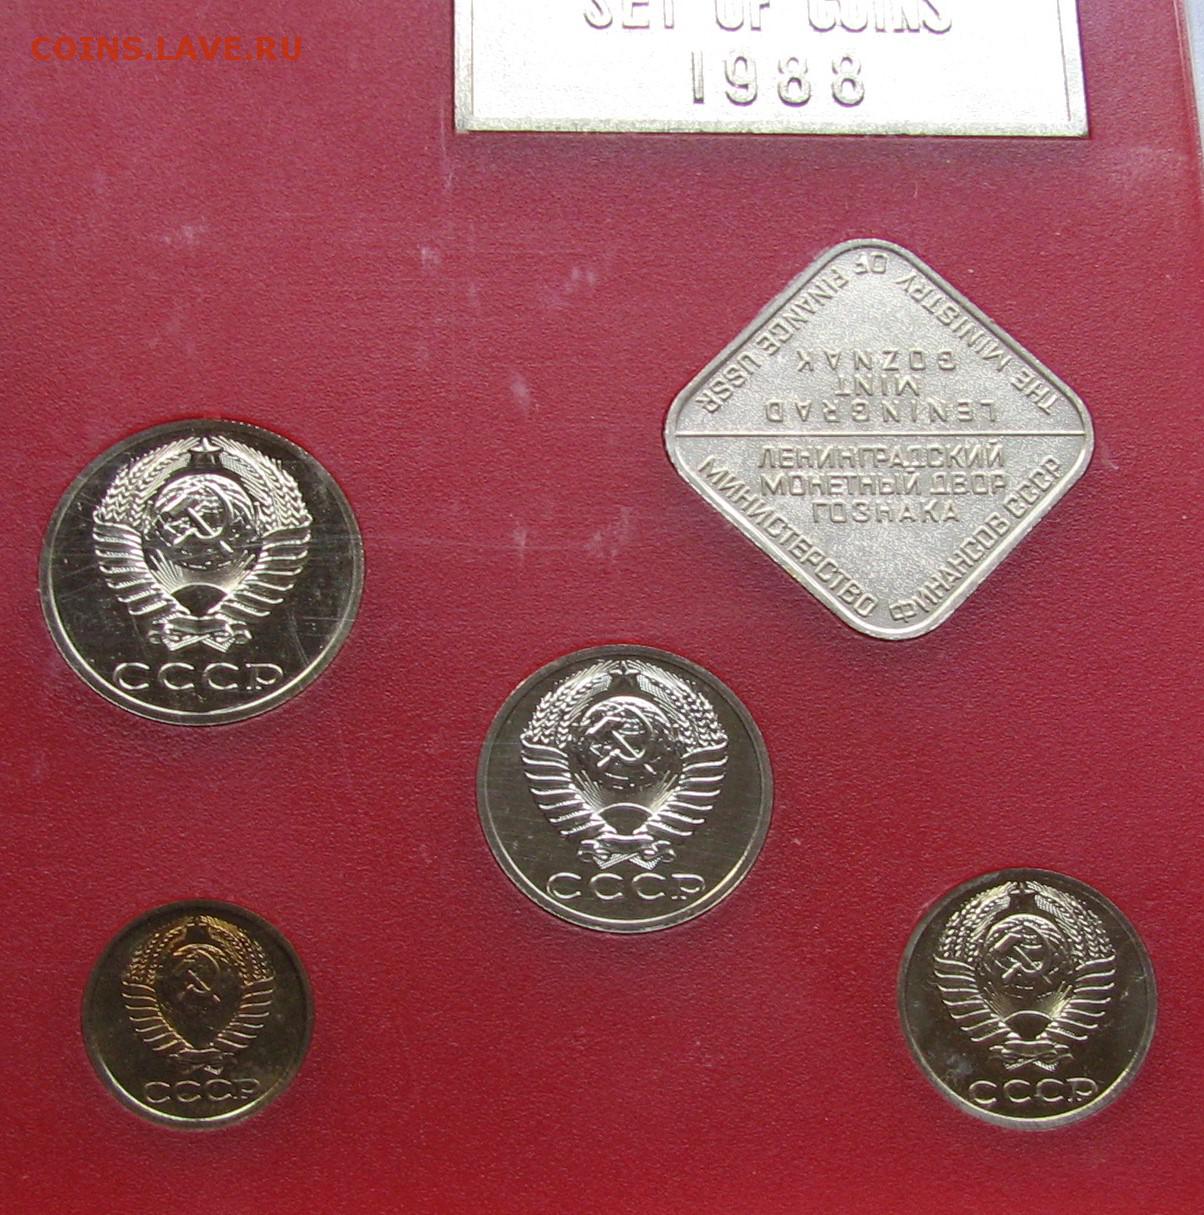 COINS.LAVE.RU
SET OF COINS
1988
THE MINISTRY OF FINANCE USSR
LENINGRAD
MINT
GOZNAK
ЛЕНИНГРАДСКИЙ
МОНЕТНЫЙ ДВОР
ГОЗНАКА
МИНИСТЕРСТВО ФИНАНСОВ СССР
СССР
СССР
СССР
СССР